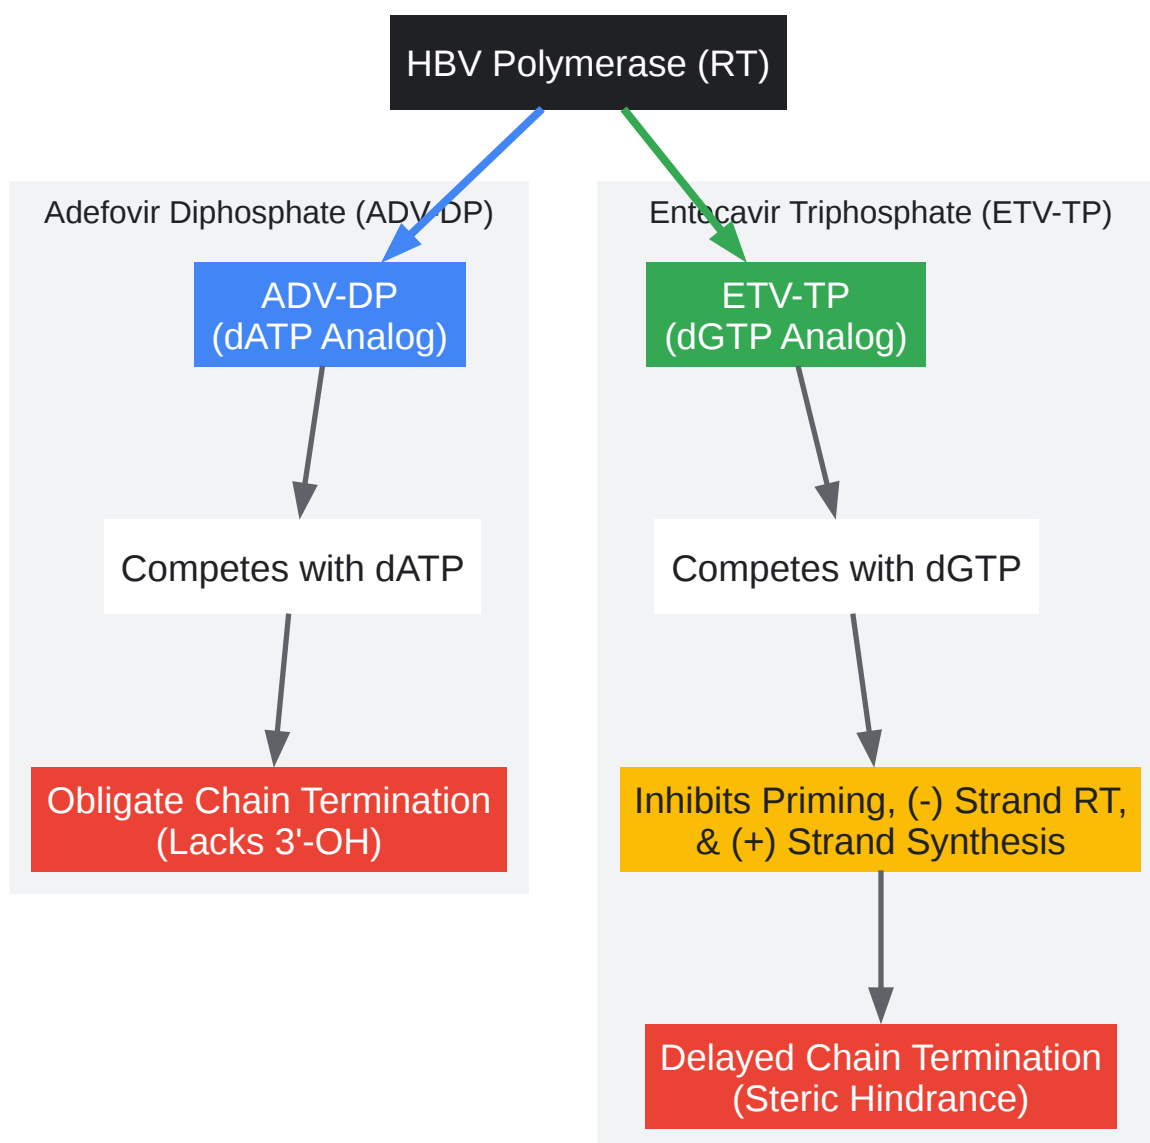 HBV Polymerase (RT)
Adefovir Diphosphate (ADV-DP)
ADV-DP
(dATP Analog)
Competes with dATP
Obligate Chain Termination
(Lacks 3'-OH)
Entecavir Triphosphate (ETV-TP)
ETV-TP
(dGTP Analog)
Competes with dGTP
Inhibits Priming, (-) Strand RT,
& (+) Strand Synthesis
Delayed Chain Termination
(Steric Hindrance)